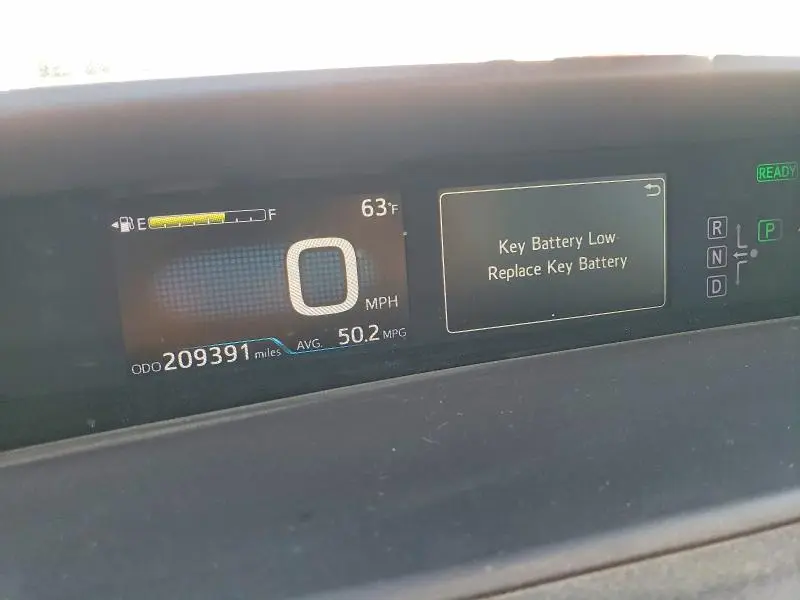 E F
63°F
0
MPH
ODO 209391 miles
AVG. 50.2 MPG
Key Battery Low
Replace Key Battery
READY
R
N
D
P